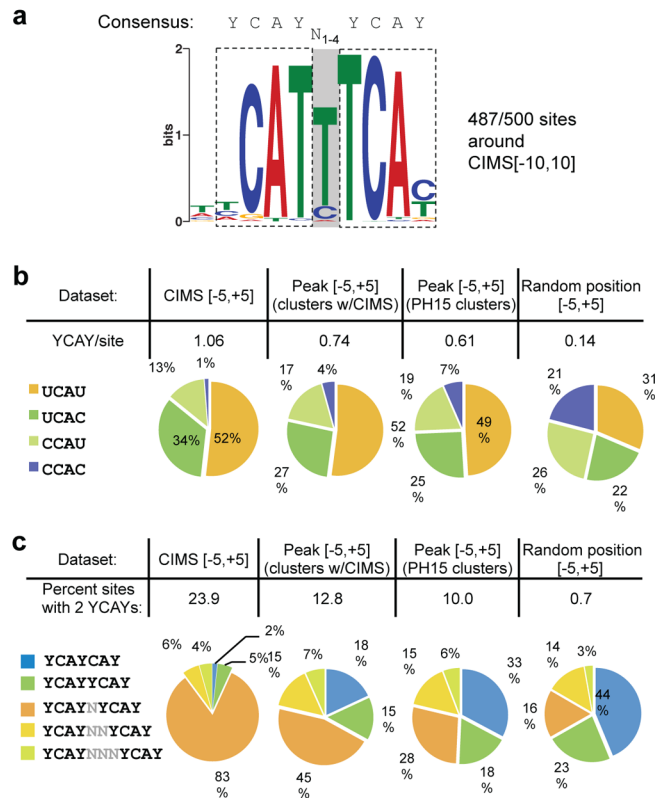 a
Consensus: Y C A Y N1-4 Y C A Y
2
bits
1
0
CATTTCAC
T
C
T
487/500 sites
around
CIMS[-10,10]
b
Dataset: CIMS [-5,+5] Peak [-5,+5] (clusters w/CIMS) Peak [-5,+5] (PH15 clusters) Random position [-5,+5]
YCAY/site 1.06 0.74 0.61 0.14
13% 1% 17 % 4% 19 % 7% 21 % 31 %
UCAU
UCAC
CCAU
CCAC
34% 52% 52 % 49 %
27 % 25 % 26 % 22 %
c
Dataset: CIMS [-5,+5] Peak [-5,+5] (clusters w/CIMS) Peak [-5,+5] (PH15 clusters) Random position [-5,+5]
Percent sites with 2 YCAYs: 23.9 12.8 10.0 0.7
6% 4% 2% 5% 15 % 7% 18 % 15 % 6% 33 % 14 % 3%
YCAYCAY
YCAYYCAY
YCAYNYCAY
YCAYNNYCAY
YCAYNNNYCAY
44 % 15 % 16 %
83 % 45 % 28 % 18 % 23 %